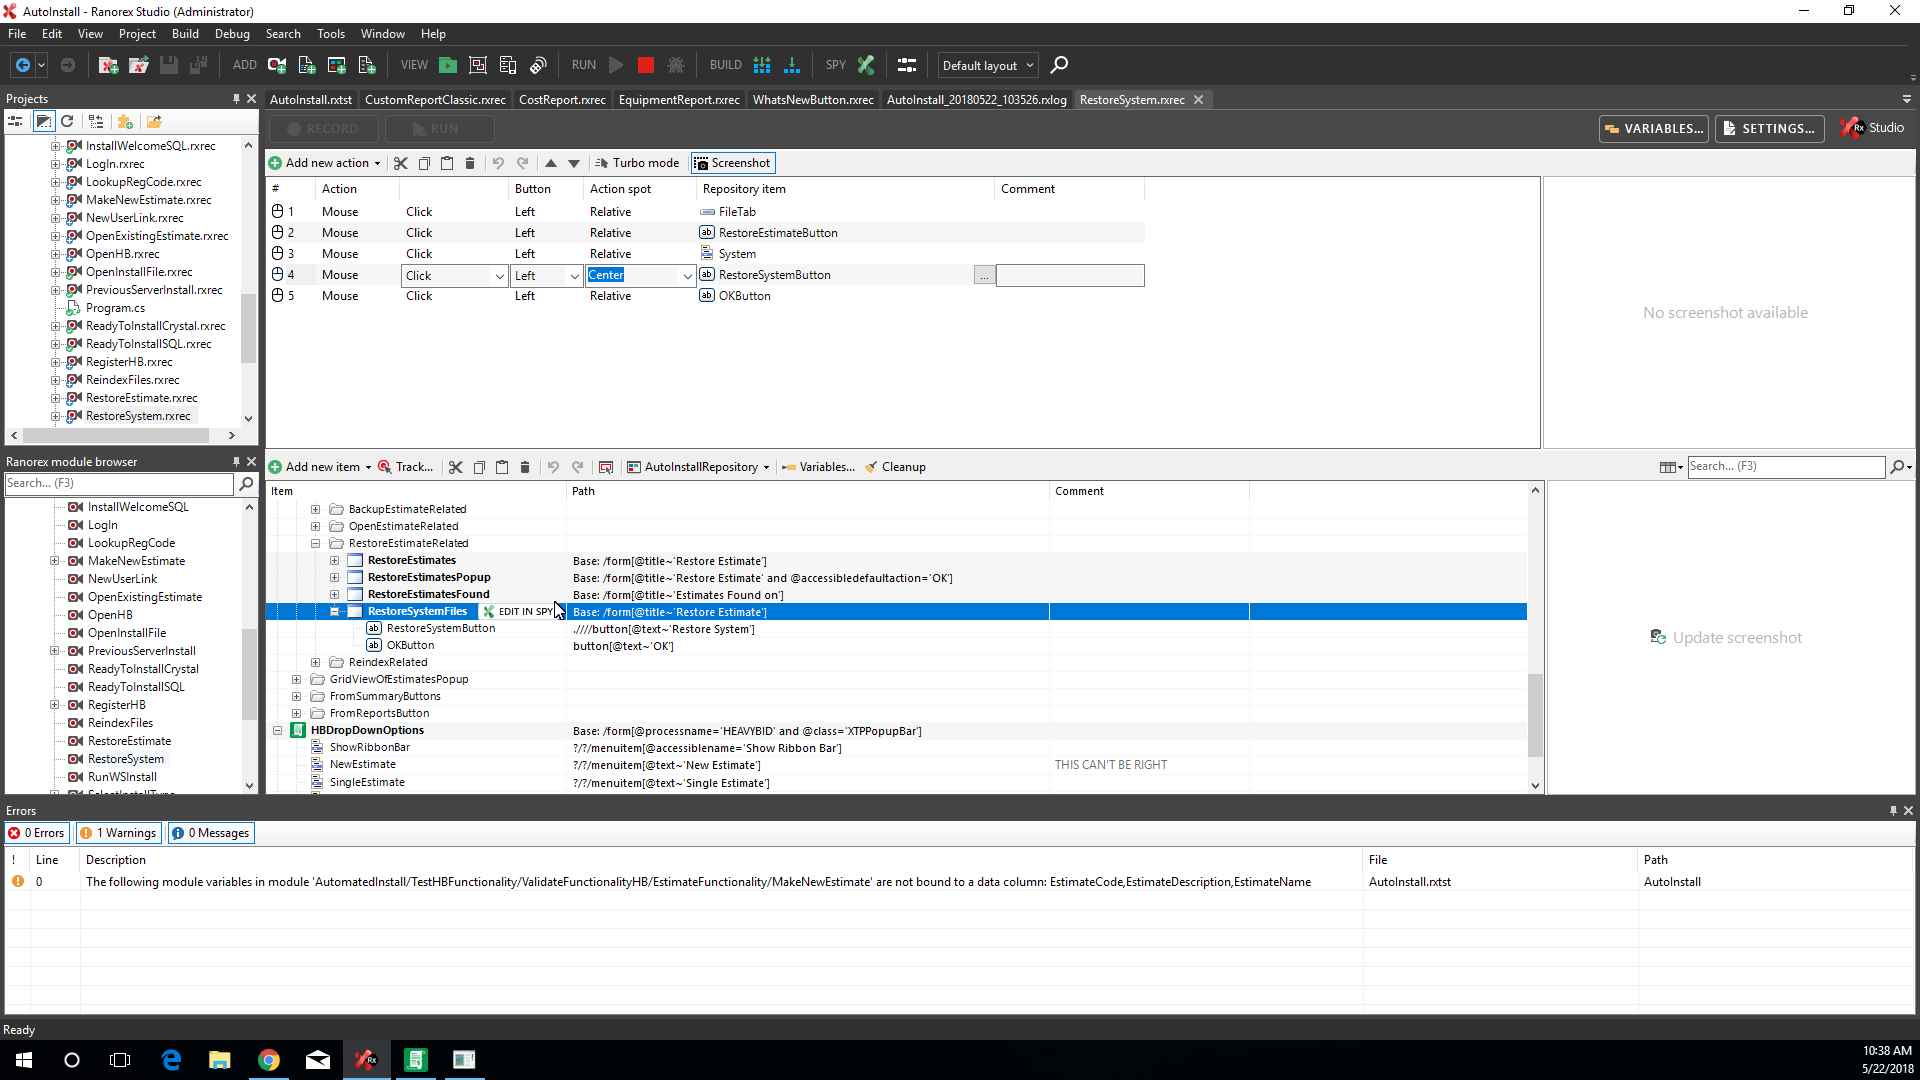 AutoInstall - Ranorex Studio (Administrator)
File Edit View Project Build Debug Search Tools Window Help
ADD VIEW RUN BUILD SPY Default layout
Projects
AutoInstall.rxtst CustomReportClassic.rxrec CostReport.rxrec EquipmentReport.rxrec WhatsNewButton.rxrec AutoInstall_20180522_103526.rxlog RestoreSystem.rxrec
RECORD RUN VARIABLES... SETTINGS... Rx Studio
InstallWelcomeSQL.rxrec
LogIn.rxrec
LookupRegCode.rxrec
MakeNewEstimate.rxrec
NewUserLink.rxrec
OpenExistingEstimate.rxrec
OpenHB.rxrec
OpenInstallFile.rxrec
PreviousServerInstall.rxrec
Program.cs
ReadyToInstallCrystal.rxrec
ReadyToInstallSQL.rxrec
RegisterHB.rxrec
ReindexFiles.rxrec
RestoreEstimate.rxrec
RestoreSystem.rxrec
Add new action Turbo mode Screenshot
# Action Button Action spot Repository item Comment
1 Mouse Click Left Relative FileTab
2 Mouse Click Left Relative ab RestoreEstimateButton
3 Mouse Click Left Relative System
4 Mouse Click Left Center ab RestoreSystemButton ...
5 Mouse Click Left Relative ab OKButton
No screenshot available
Ranorex module browser
Search... (F3)
InstallWelcomeSQL
LogIn
LookupRegCode
MakeNewEstimate
NewUserLink
OpenExistingEstimate
OpenHB
OpenInstallFile
PreviousServerInstall
ReadyToInstallCrystal
ReadyToInstallSQL
RegisterHB
ReindexFiles
RestoreEstimate
RestoreSystem
RunWSInstall
Add new item Track... AutoInstallRepository Variables... Cleanup Search... (F3)
Item Path Comment
BackupEstimateRelated
OpenEstimateRelated
RestoreEstimateRelated
RestoreEstimates Base: /form[@title~'Restore Estimate']
RestoreEstimatesPopup Base: /form[@title~'Restore Estimate' and @accessibledefaultaction='OK']
RestoreEstimatesFound Base: /form[@title~'Estimates Found on']
RestoreSystemFiles EDIT IN SPY Base: /form[@title~'Restore Estimate']
ab RestoreSystemButton .////button[@text~'Restore System']
ab OKButton button[@text~'OK']
ReindexRelated
GridViewOfEstimatesPopup
FromSummaryButtons
FromReportsButton
HBDropDownOptions Base: /form[@processname='HEAVYBID' and @class='XTPPopupBar']
ShowRibbonBar ?/?/menuitem[@accessiblename='Show Ribbon Bar']
NewEstimate ?/?/menuitem[@text~'New Estimate'] THIS CAN'T BE RIGHT
SingleEstimate ?/?/menuitem[@text~'Single Estimate']
Update screenshot
Errors
0 Errors 1 Warnings 0 Messages
! Line Description File Path
0 The following module variables in module 'AutomatedInstall/TestHBFunctionality/ValidateFunctionalityHB/EstimateFunctionality/MakeNewEstimate' are not bound to a data column: EstimateCode,EstimateDescription,EstimateName AutoInstall.rxtst AutoInstall
Ready
10:38 AM
5/22/2018